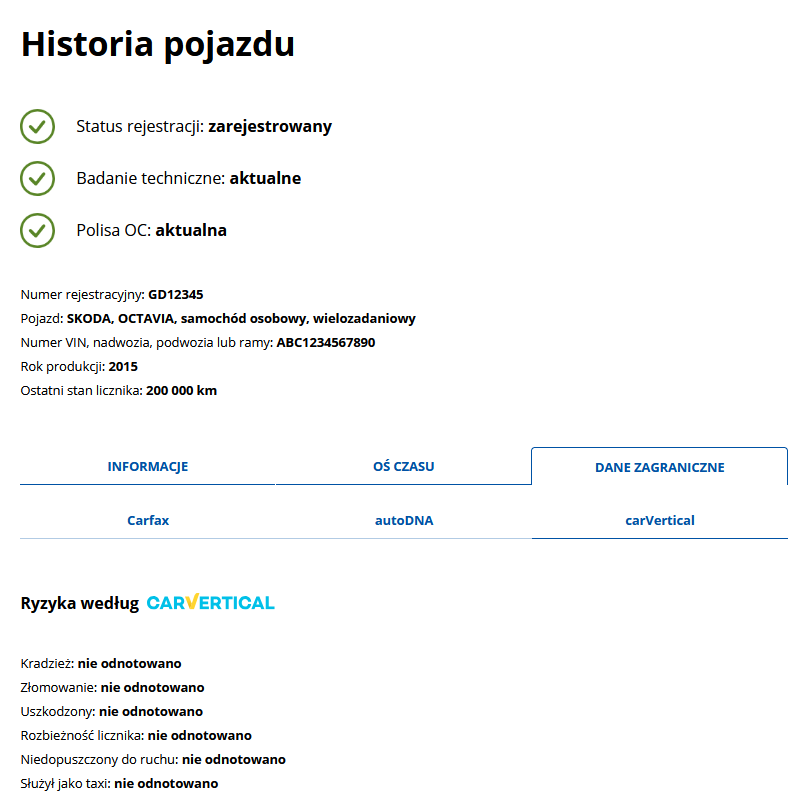 Historia pojazdu
Status rejestracji: zarejestrowany
Badanie techniczne: aktualne
Polisa OC: aktualna
Numer rejestracyjny: GD12345
Pojazd: SKODA, OCTAVIA, samochód osobowy, wielozadaniowy
Numer VIN, nadwozia, podwozia lub ramy: ABC1234567890
Rok produkcji: 2015
Ostatni stan licznika: 200 000 km
INFORMACJE OŚ CZASU DANE ZAGRANICZNE
Carfax autoDNA carVertical
Ryzyka według CARVERTICAL
Kradzież: nie odnotowano
Złomowanie: nie odnotowano
Uszkodzony: nie odnotowano
Rozbieżność licznika: nie odnotowano
Niedopuszczony do ruchu: nie odnotowano
Służył jako taxi: nie odnotowano